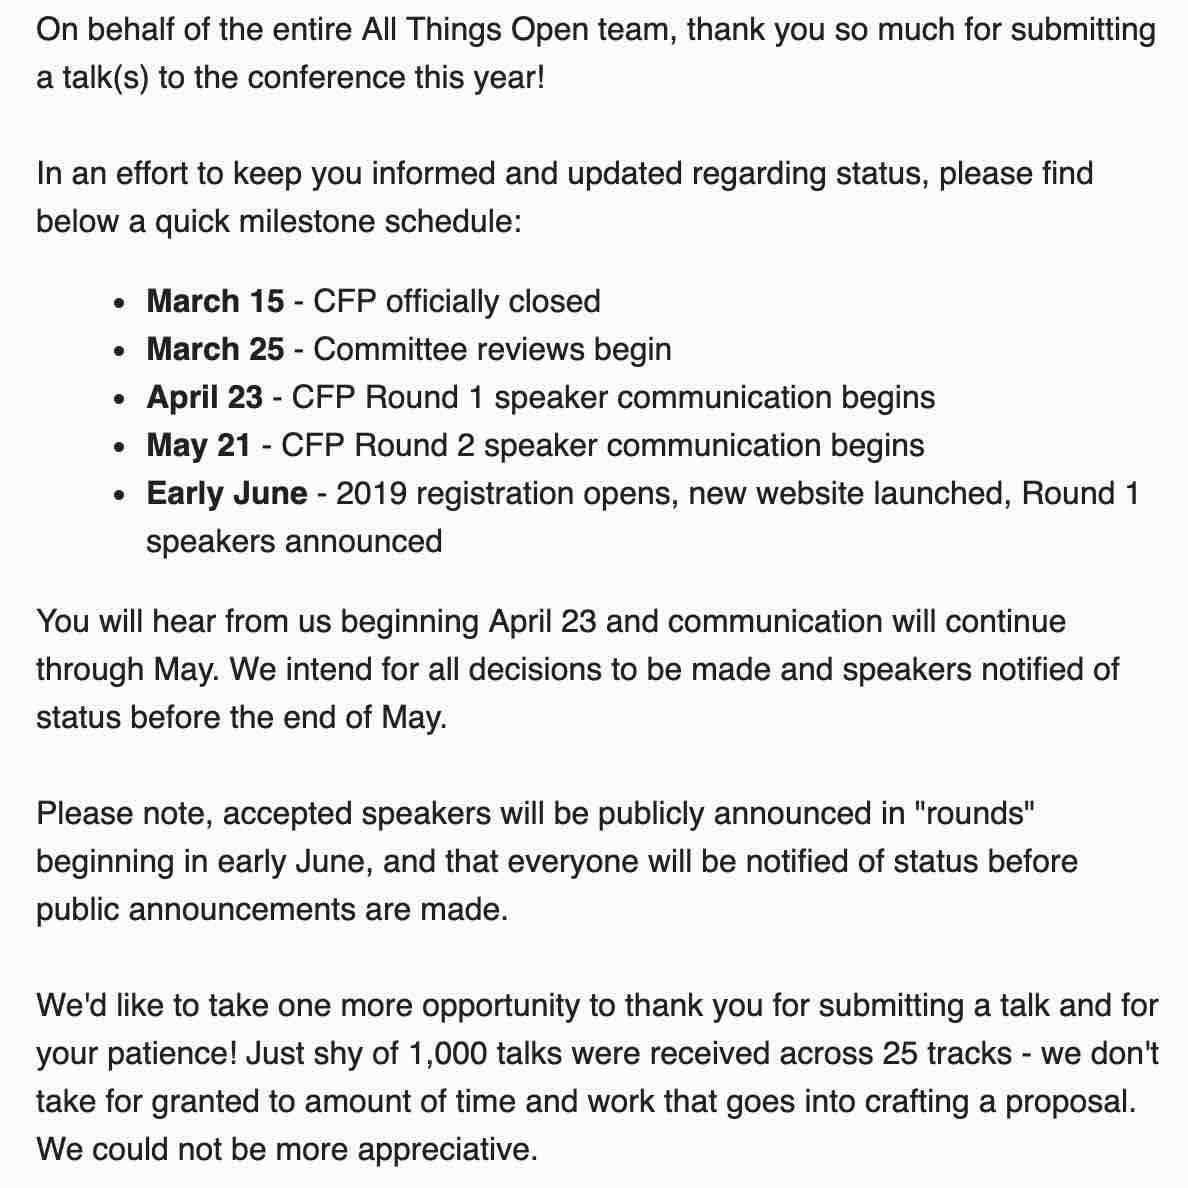 On behalf of the entire All Things Open team, thank you so much for submitting
a talk(s) to the conference this year!
In an effort to keep you informed and updated regarding status, please find
below a quick milestone schedule:
• March 15 - CFP officially closed
• March 25 - Committee reviews begin
• April 23 - CFP Round 1 speaker communication begins
• May 21 - CFP Round 2 speaker communication begins
• Early June - 2019 registration opens, new website launched, Round 1
speakers announced
You will hear from us beginning April 23 and communication will continue
through May. We intend for all decisions to be made and speakers notified of
status before the end of May.
Please note, accepted speakers will be publicly announced in "rounds"
beginning in early June, and that everyone will be notified of status before
public announcements are made.
We'd like to take one more opportunity to thank you for submitting a talk and for
your patience! Just shy of 1,000 talks were received across 25 tracks - we don't
take for granted to amount of time and work that goes into crafting a proposal.
We could not be more appreciative.